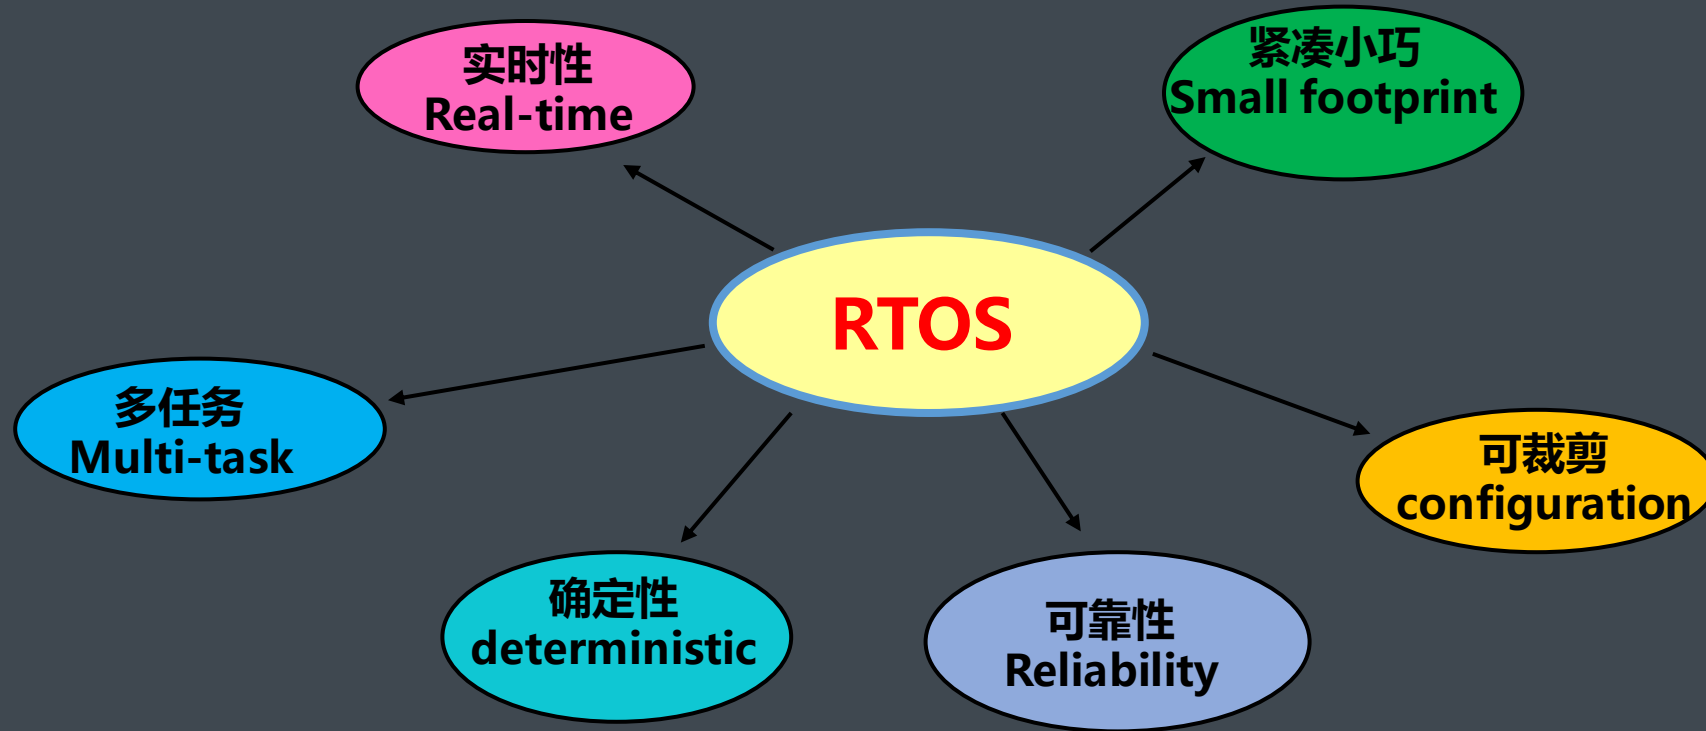 实时性
Real-time
紧凑小巧
Small footprint
RTOS
多任务
Multi-task
可裁剪
configuration
确定性
deterministic
可靠性
Reliability